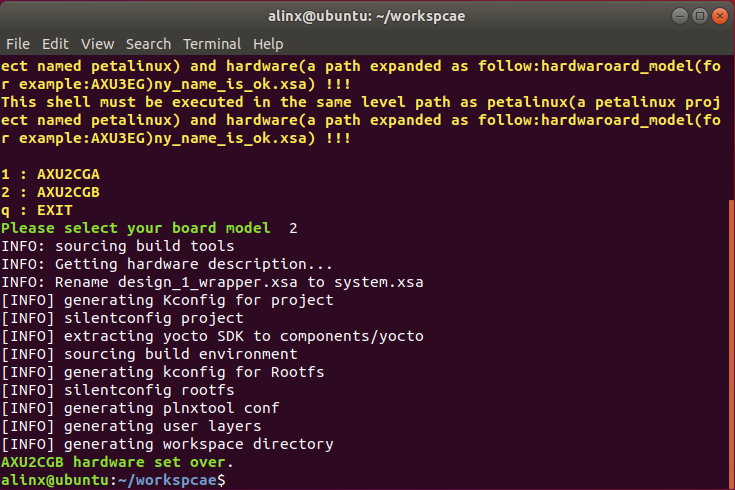 alinx@ubuntu: ~/workspcae
File Edit View Search Terminal Help
ect named petalinux) and hardware(a path expanded as follow:hardwaroard_model(fo
r example:AXU3EG)ny_name_is_ok.xsa) !!!
This shell must be executed in the same level path as petalinux(a petalinux proj
ect named petalinux) and hardware(a path expanded as follow:hardwaroard_model(fo
r example:AXU3EG)ny_name_is_ok.xsa) !!!
1 : AXU2CGA
2 : AXU2CGB
q : EXIT
Please select your board model  2
INFO: sourcing build tools
INFO: Getting hardware description...
INFO: Rename design_1_wrapper.xsa to system.xsa
[INFO] generating Kconfig for project
[INFO] silentconfig project
[INFO] extracting yocto SDK to components/yocto
[INFO] sourcing build environment
[INFO] generating kconfig for Rootfs
[INFO] silentconfig rootfs
[INFO] generating plnxtool conf
[INFO] generating user layers
[INFO] generating workspace directory
AXU2CGB hardware set over.
alinx@ubuntu:~/workspcae$